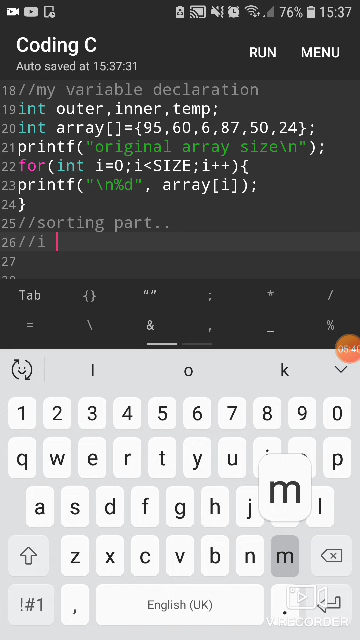 76% 15:37
Coding C
RUN MENU
Auto saved at 15:37:31
18 //my variable declaration
19 int outer,inner,temp;
20 int array[]={95,60,6,87,50,24};
21 printf("original array size\n");
22 for(int i=0;i<SIZE;i++){
23 printf("\n%d", array[i]);
24 }
25 //sorting part..
26 //i
27
Tab {} “” ; * /
= \ & , _ %
l o k
1 2 3 4 5 6 7 8 9 0
q w e r t y u i o p
a s d f g h j l
m
z x c v b n m
!#1 , English (UK) .
V RECORDER